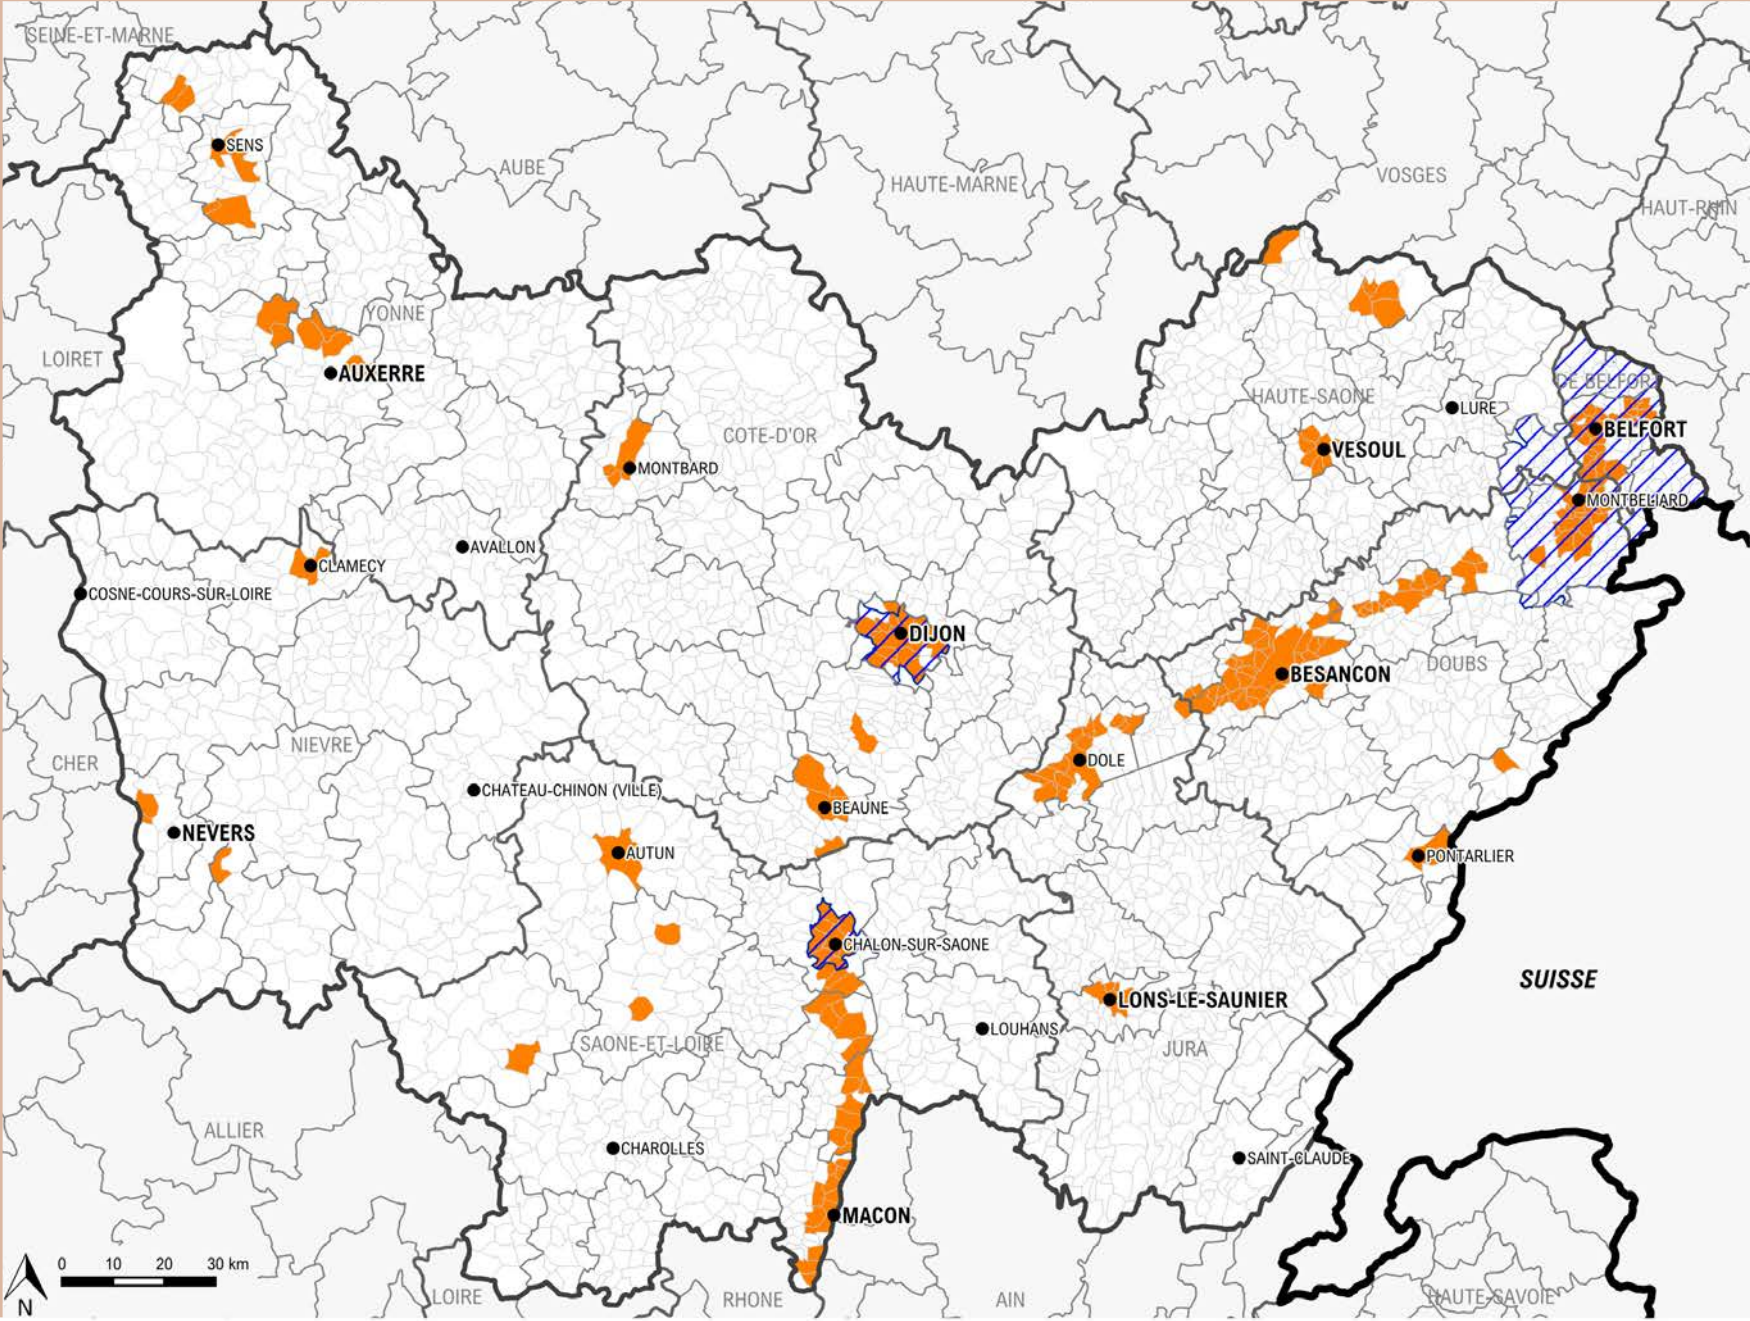 SEINE-ET-MARNE
SENS
AUBE
HAUTE-MARNE
VOSGES
HAUT-RHIN
YONNE
LOIRET
AUXERRE
DE BELFORT
HAUTE-SAONE
LURE
BELFORT
COTE-D'OR
VESOUL
MONTBARD
MONTBELIARD
AVALLON
CLAMECY
COSNE-COURS-SUR-LOIRE
DIJON
DOUBS
BESANCON
NIEVRE
CHER
DOLE
CHATEAU-CHINON (VILLE)
BEAUNE
NEVERS
AUTUN
PONTARLIER
CHALON-SUR-SAONE
SUISSE
LONS-LE-SAUNIER
LOUHANS
SAONE-ET-LOIRE
JURA
ALLIER
CHAROLLES
SAINT-CLAUDE
MACON
0 10 20 30 km
N
LOIRE
RHONE
AIN
HAUTE-SAVOIE